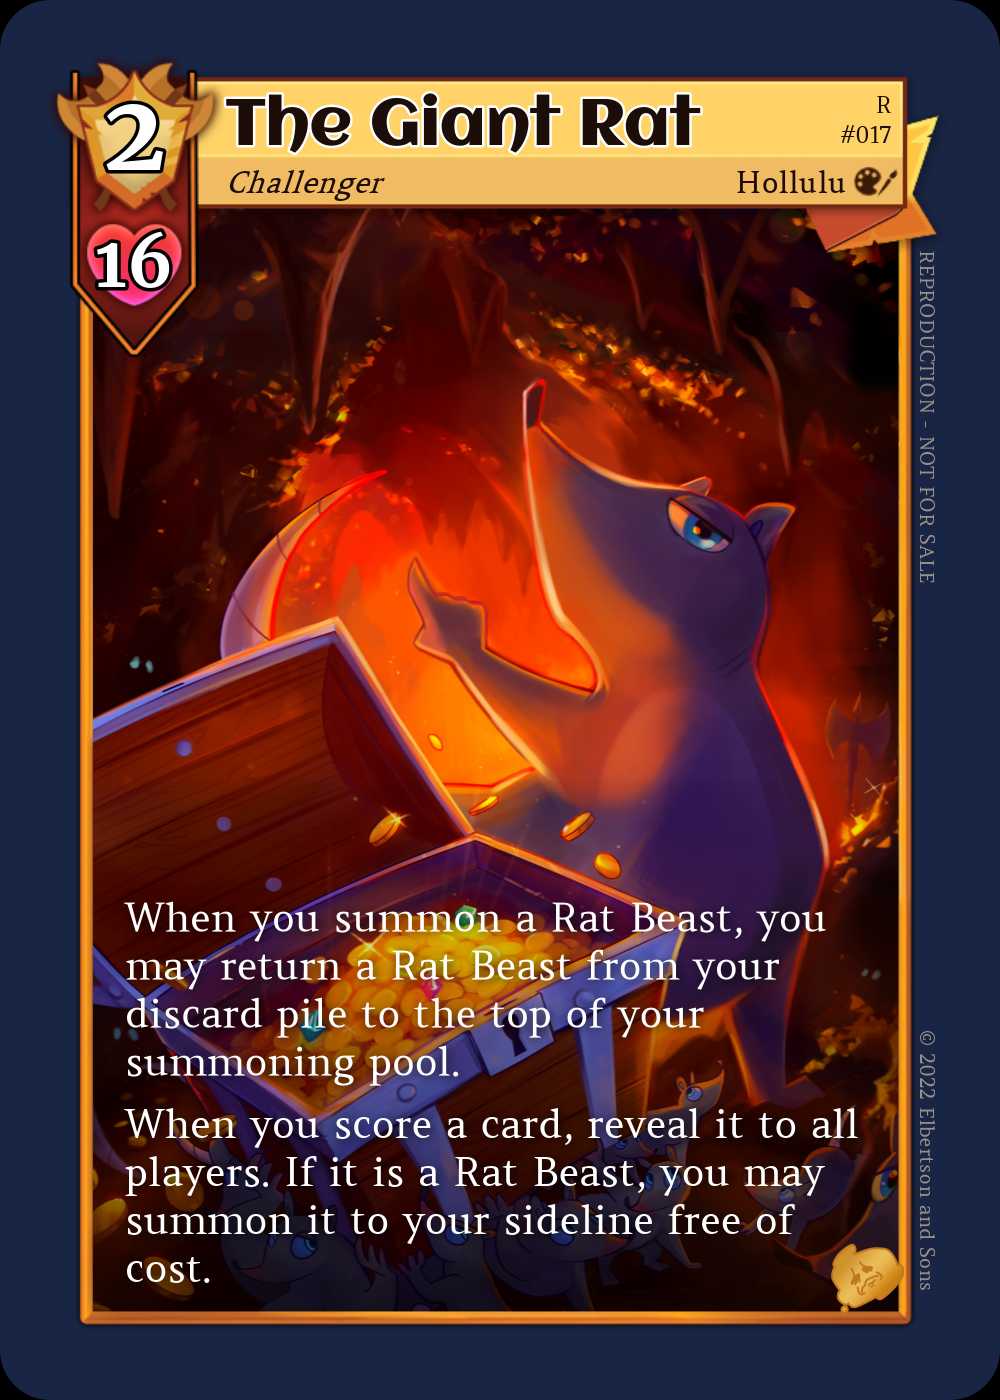 2
The Giant Rat
R
#017
Challenger
Hollulu
16
REPRODUCTION - NOT FOR SALE
When you summon a Rat Beast, you
may return a Rat Beast from your
discard pile to the top of your
summoning pool.
When you score a card, reveal it to all
players. If it is a Rat Beast, you may
summon it to your sideline free of
cost.
© 2022 Elbertson and Sons